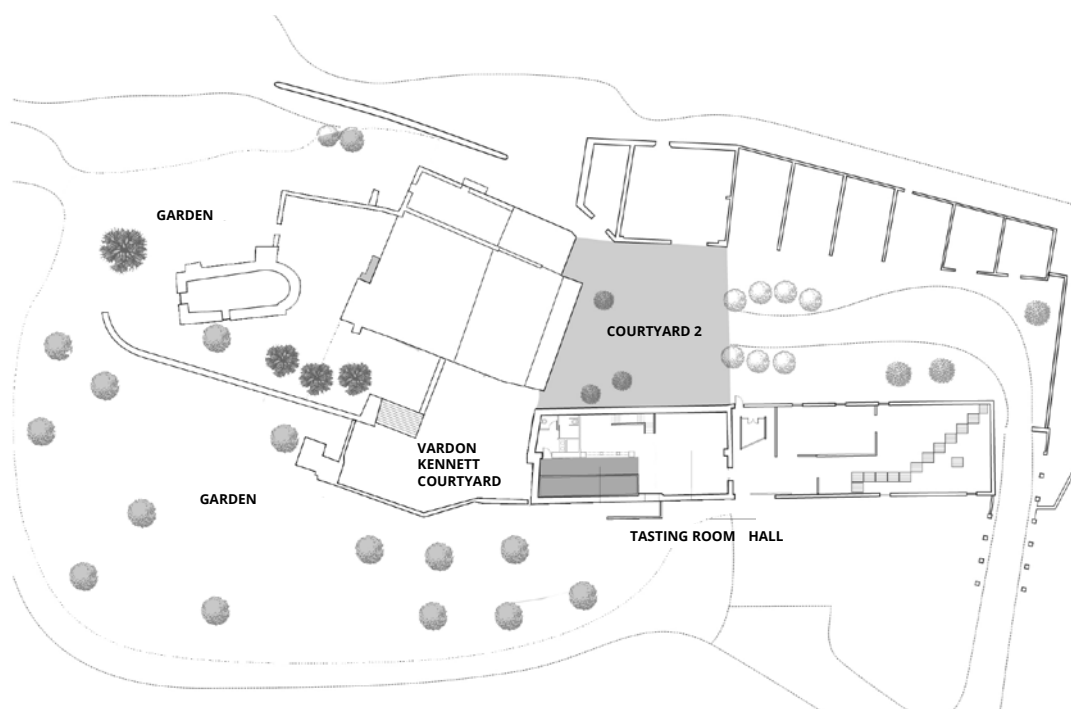 GARDEN
COURTYARD 2
VARDON
KENNETT
COURTYARD
GARDEN
TASTING ROOM HALL